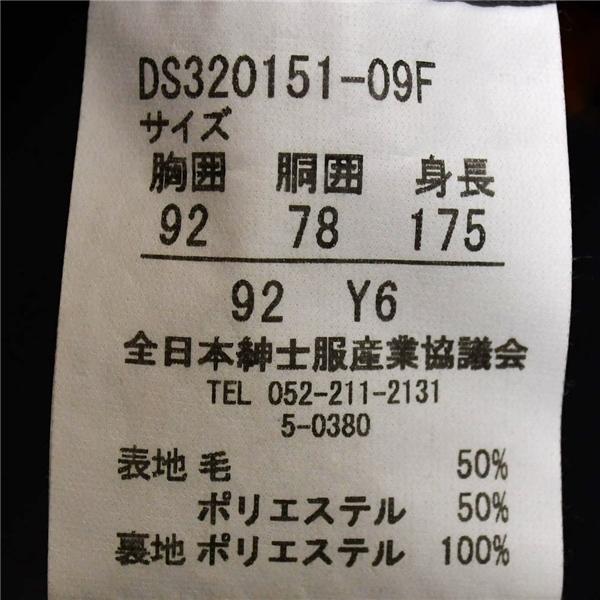 DS320151-09F
サイズ
胸囲 胴囲 身長
92 78 175
92 Y6
全日本紳士服産業協議会
TEL 052-211-2131
5-0380
表地 毛 50%
ポリエステル 50%
裏地 ポリエステル 100%